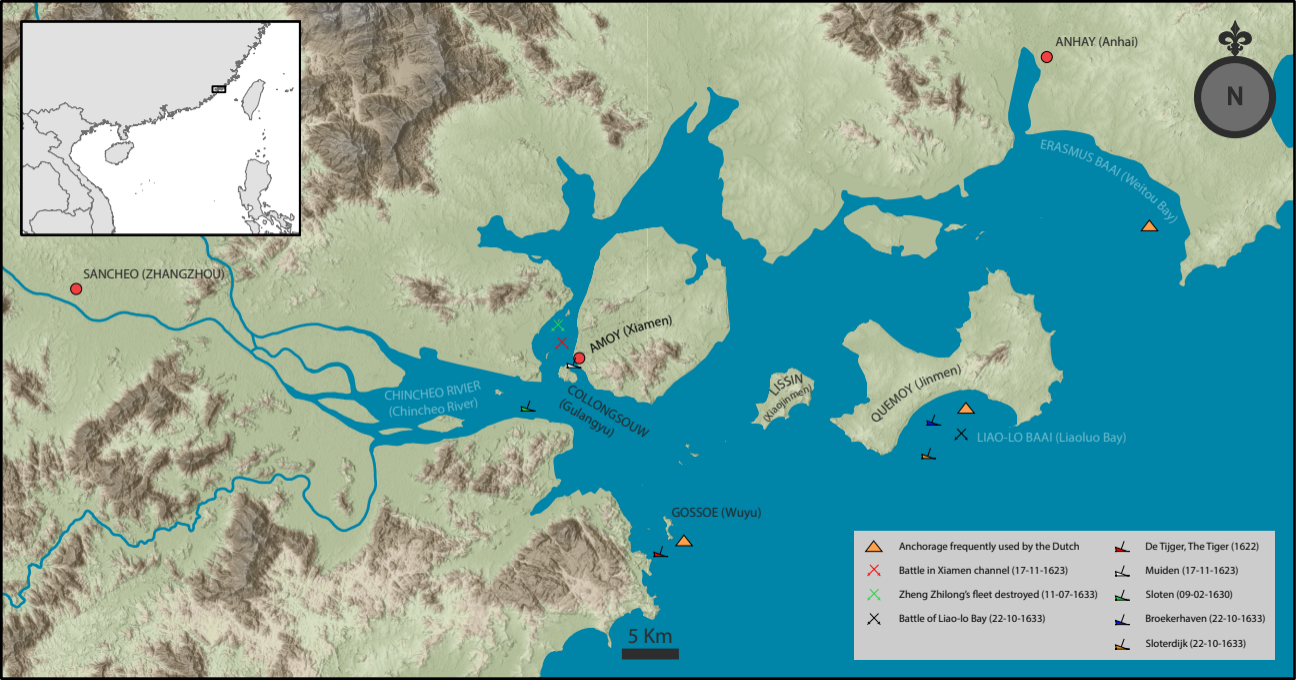 ANHAY (Anhai)
N
ERASMUS BAAI (Weitou Bay)
SANCHEO (ZHANGZHOU)
AMOY (Xiamen)
CHINCHEO RIVIER
(Chincheo River)
COLLONGSOUW
(Gulangyu)
LISSIN
(Xiaojinmen)
QUEMOY (Jinmen)
LIAO-LO BAAI (Liaoluo Bay)
GOSSOE (Wuyu)
5 Km
Anchorage frequently used by the Dutch
Battle in Xiamen channel (17-11-1623)
Zheng Zhilong's fleet destroyed (11-07-1633)
Battle of Liao-lo Bay (22-10-1633)
De Tijger, The Tiger (1622)
Muiden (17-11-1623)
Sloten (09-02-1630)
Broekerhaven (22-10-1633)
Sloterdijk (22-10-1633)